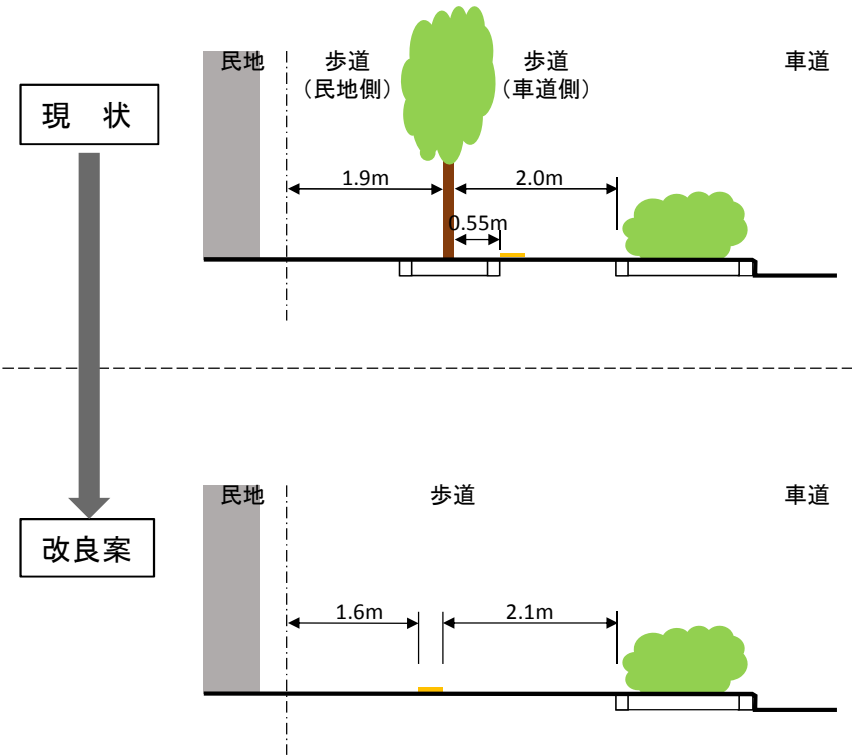 民地
歩道
(民地側)
歩道
(車道側)
車道
現 状
1.9m
2.0m
0.55m
民地
歩道
車道
改良案
1.6m
2.1m